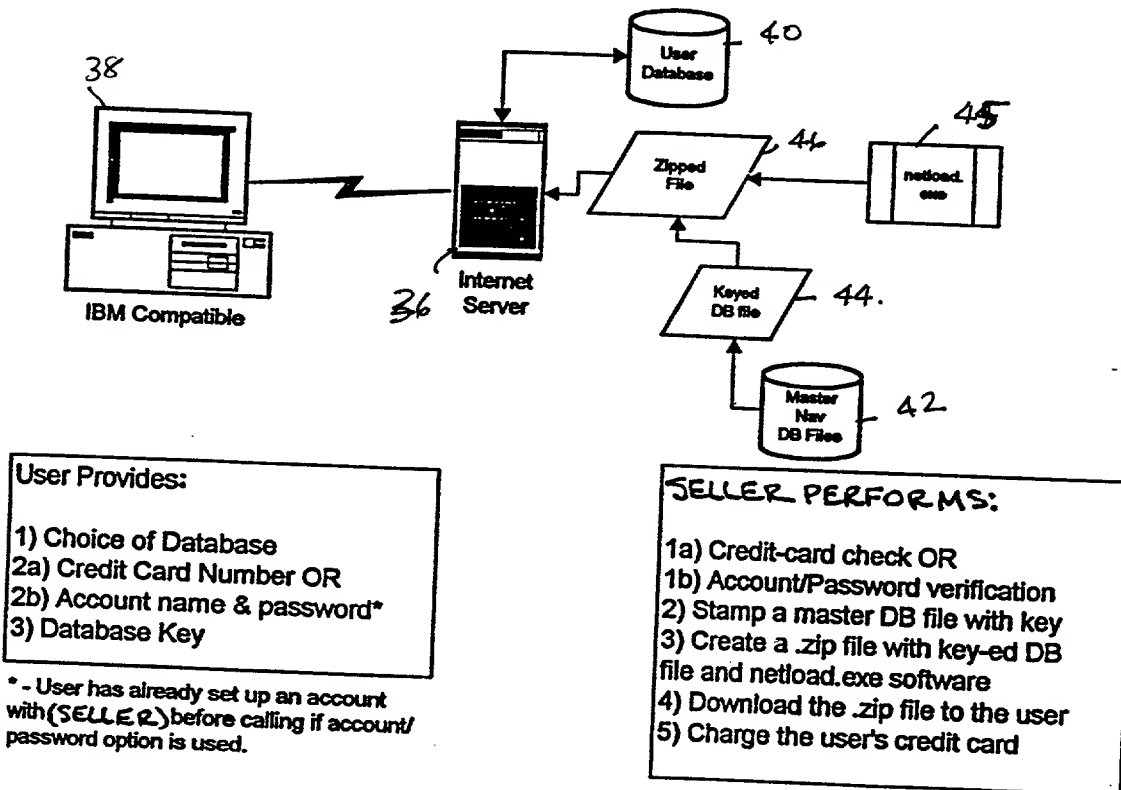 40
User
Database
38
46
Zipped
File
45
netload.
exe
36
Internet
Server
IBM Compatible
Keyed
DB file
44.
Master
Nav
DB Files
42
User Provides:
1) Choice of Database
2a) Credit Card Number OR
2b) Account name & password*
3) Database Key
* - User has already set up an account
with (SELLER) before calling if account/
password option is used.
SELLER PERFORMS:
1a) Credit-card check OR
1b) Account/Password verification
2) Stamp a master DB file with key
3) Create a .zip file with key-ed DB
file and netload.exe software
4) Download the .zip file to the user
5) Charge the user's credit card